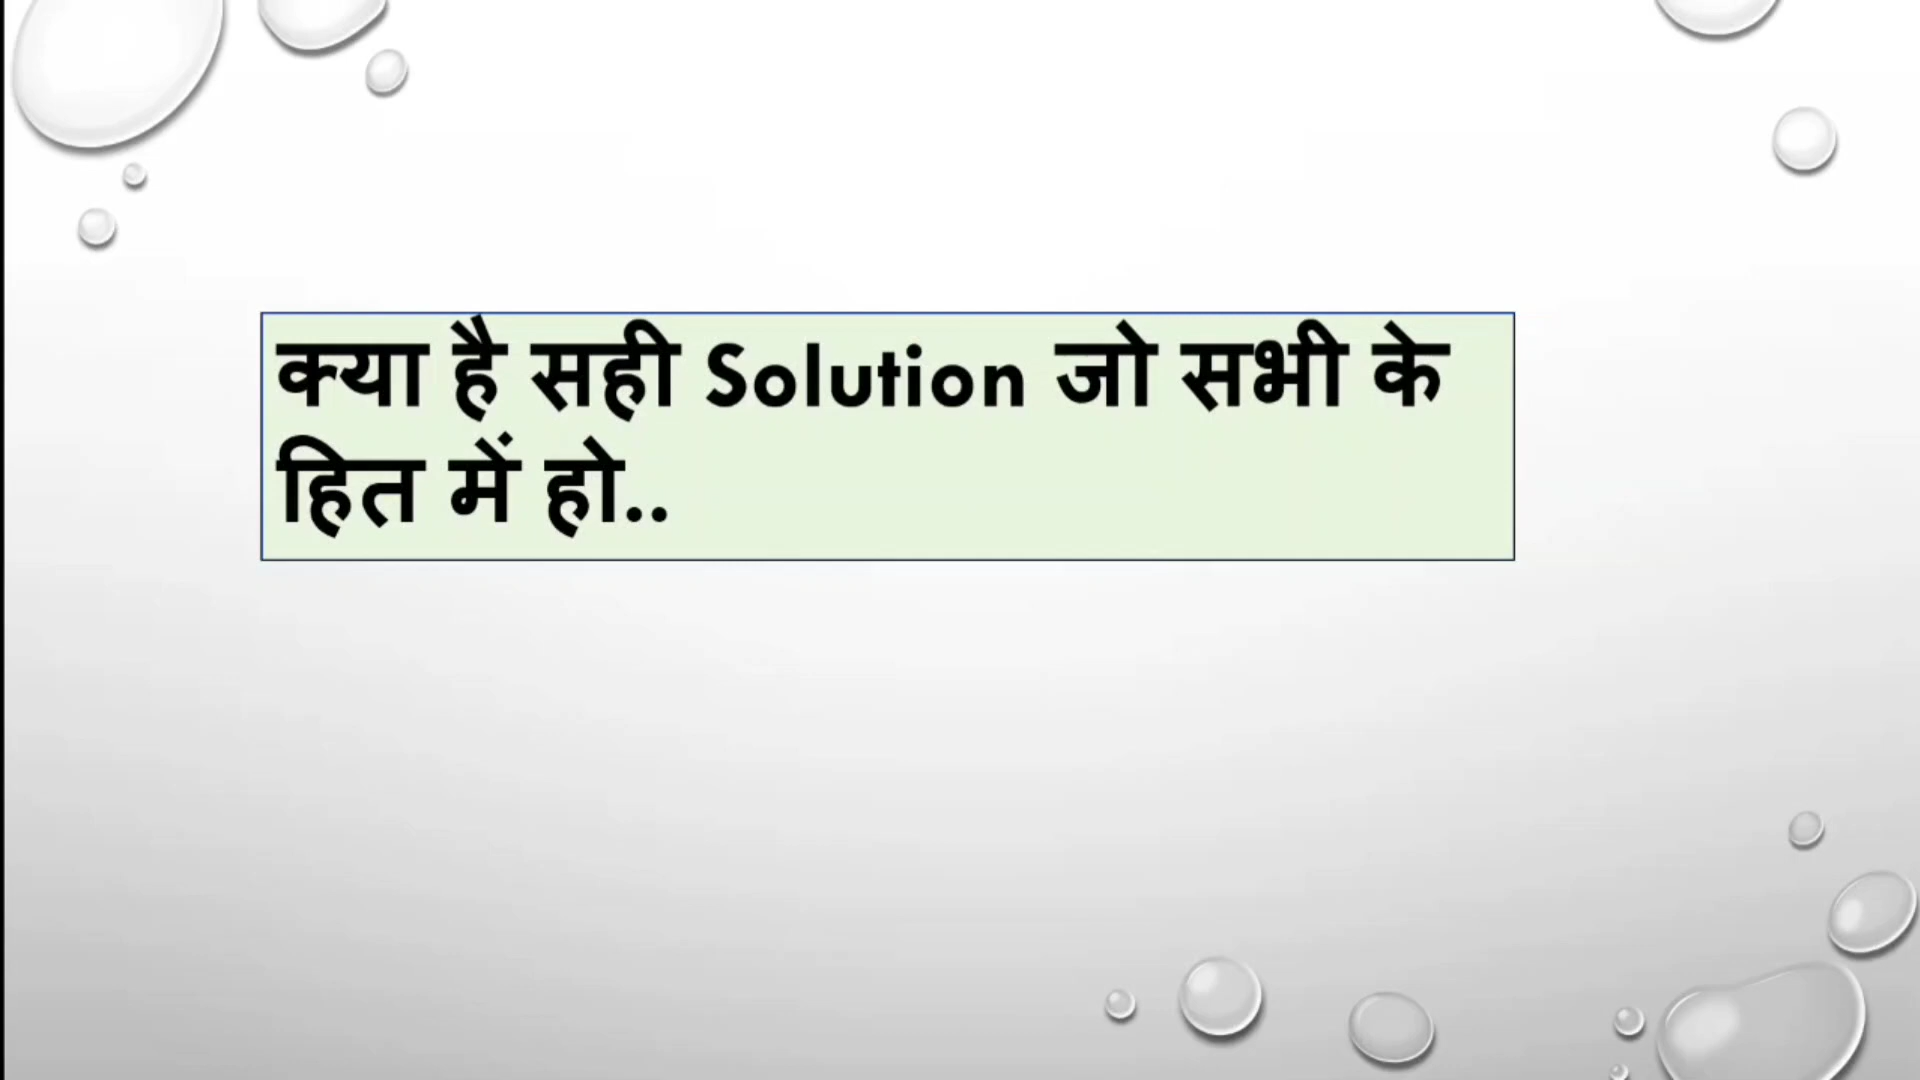 क्या है सही Solution जो सभी के
हित में हो..